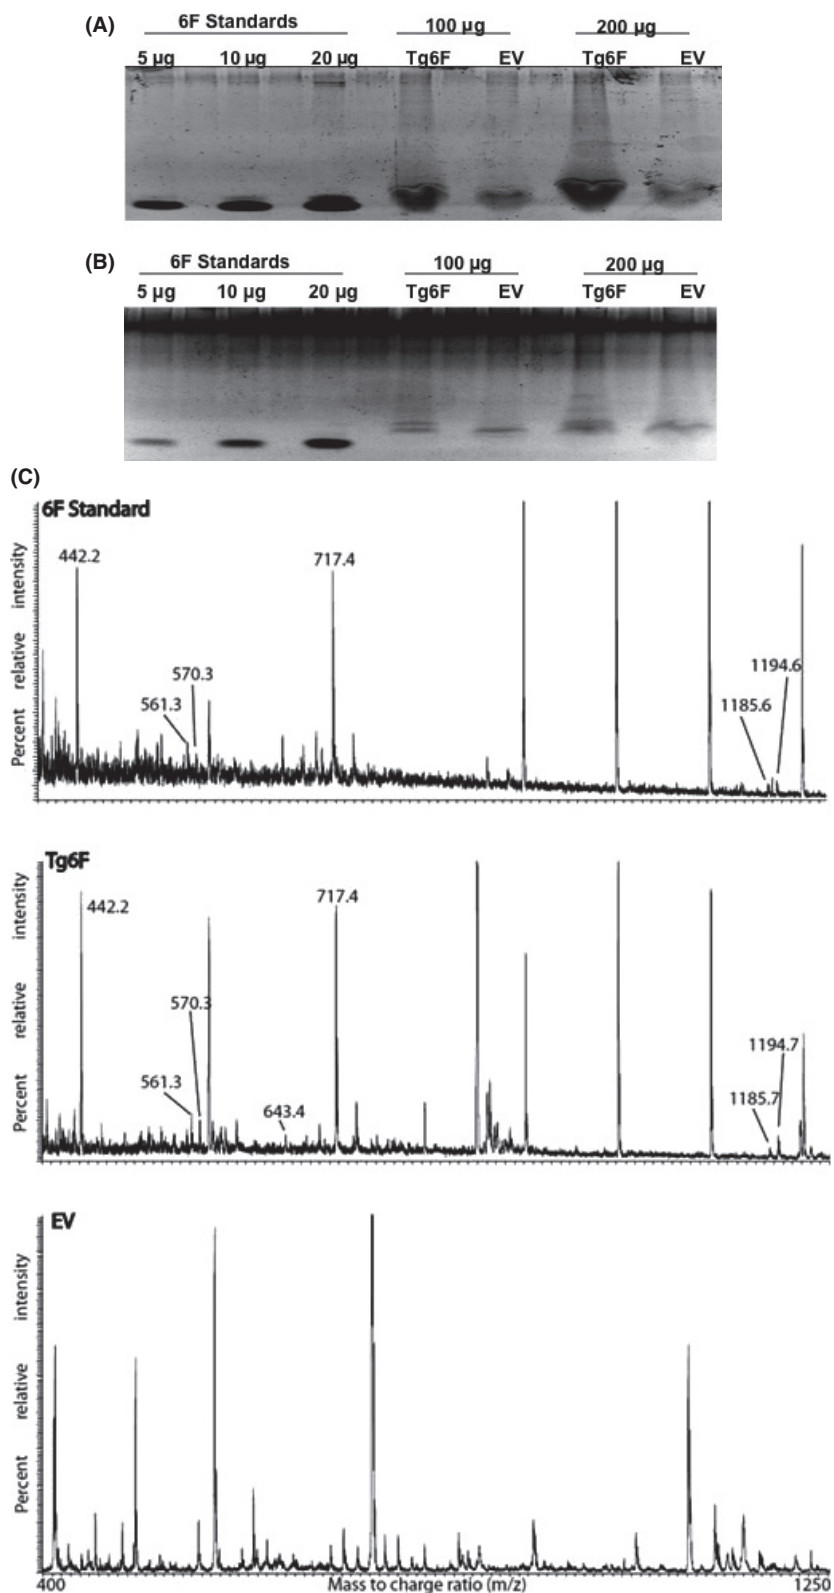 (A)
6F Standards 100 µg 200 µg
5 µg 10 µg 20 µg Tg6F EV Tg6F EV
(B)
6F Standards 100 µg 200 µg
5 µg 10 µg 20 µg Tg6F EV Tg6F EV
(C)
6F Standard
Percent relative intensity
442.2
717.4
570.3
561.3
1194.6
1185.6
Tg6F
Percent relative intensity
442.2
717.4
570.3
561.3
643.4
1194.7
1185.7
EV
Percent relative intensity
400 Mass to charge ratio (m/z) 1250